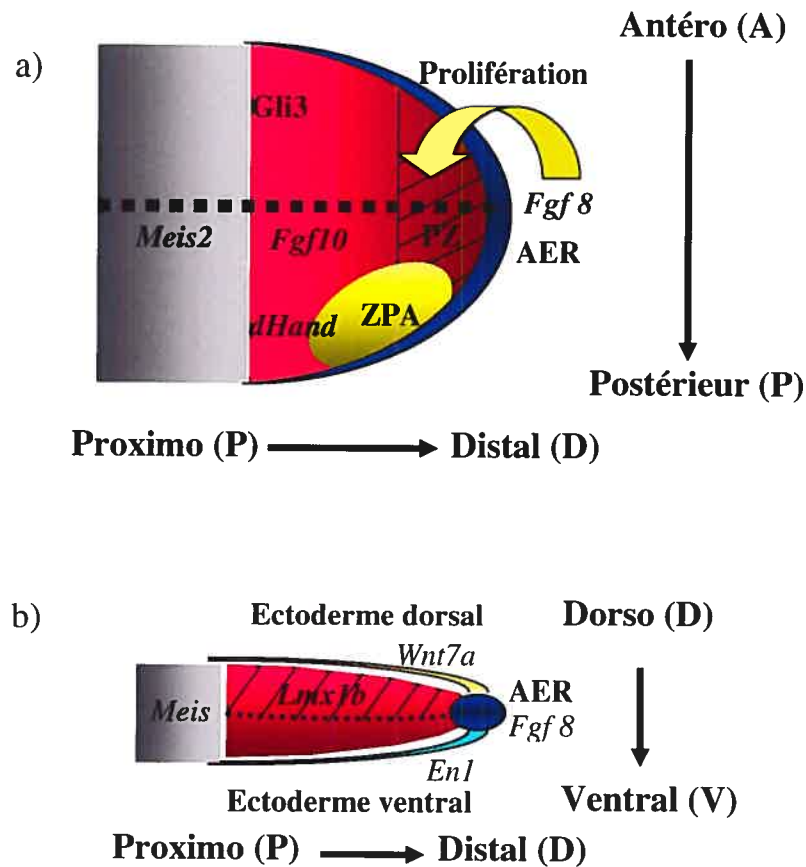 Antéro (A)
a)
Prolifération
Gli3
Fgf 8
Meis2
Fgf10
PZ
AER
dHand
ZPA
Postérieur (P)
Proximo (P)
Distal (D)
b)
Ectoderme dorsal
Dorso (D)
Wnt7a
Lmx1b
AER
Meis
Fgf 8
En1
Ectoderme ventral
Ventral (V)
Proximo (P)
Distal (D)